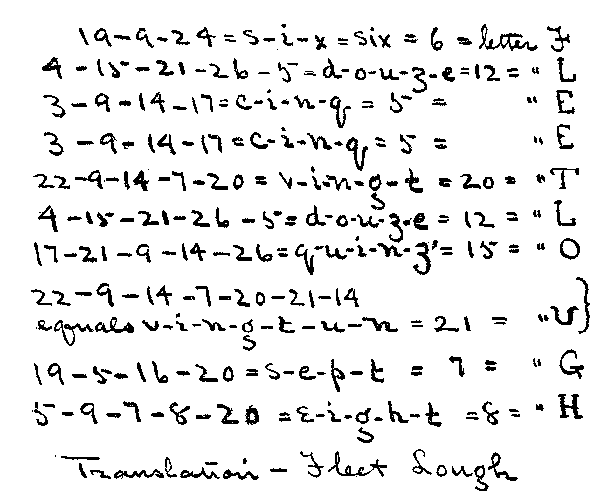 19-9-24=s-i-x=six=6=letter F
4-15-21-26-5=d-o-u-z-e=12= " L
3-9-14-17=c-i-n-q=5= " E
3-9-14-17=c-i-n-q=5= " E
22-9-14-7-20=v-i-n-g-t=20= " T
4-15-21-26-5=d-o-u-z-e=12= " L
17-21-9-14-26=q-u-i-n-z=15= " O
22-9-14-7-20-21-14
equals v-i-n-g-t-u-n=21= " U}
19-5-16-20=s-e-p-t=7= " G
5-9-7-8-20=E-i-g-h-t=8= " H
Translation - Fleet Lough